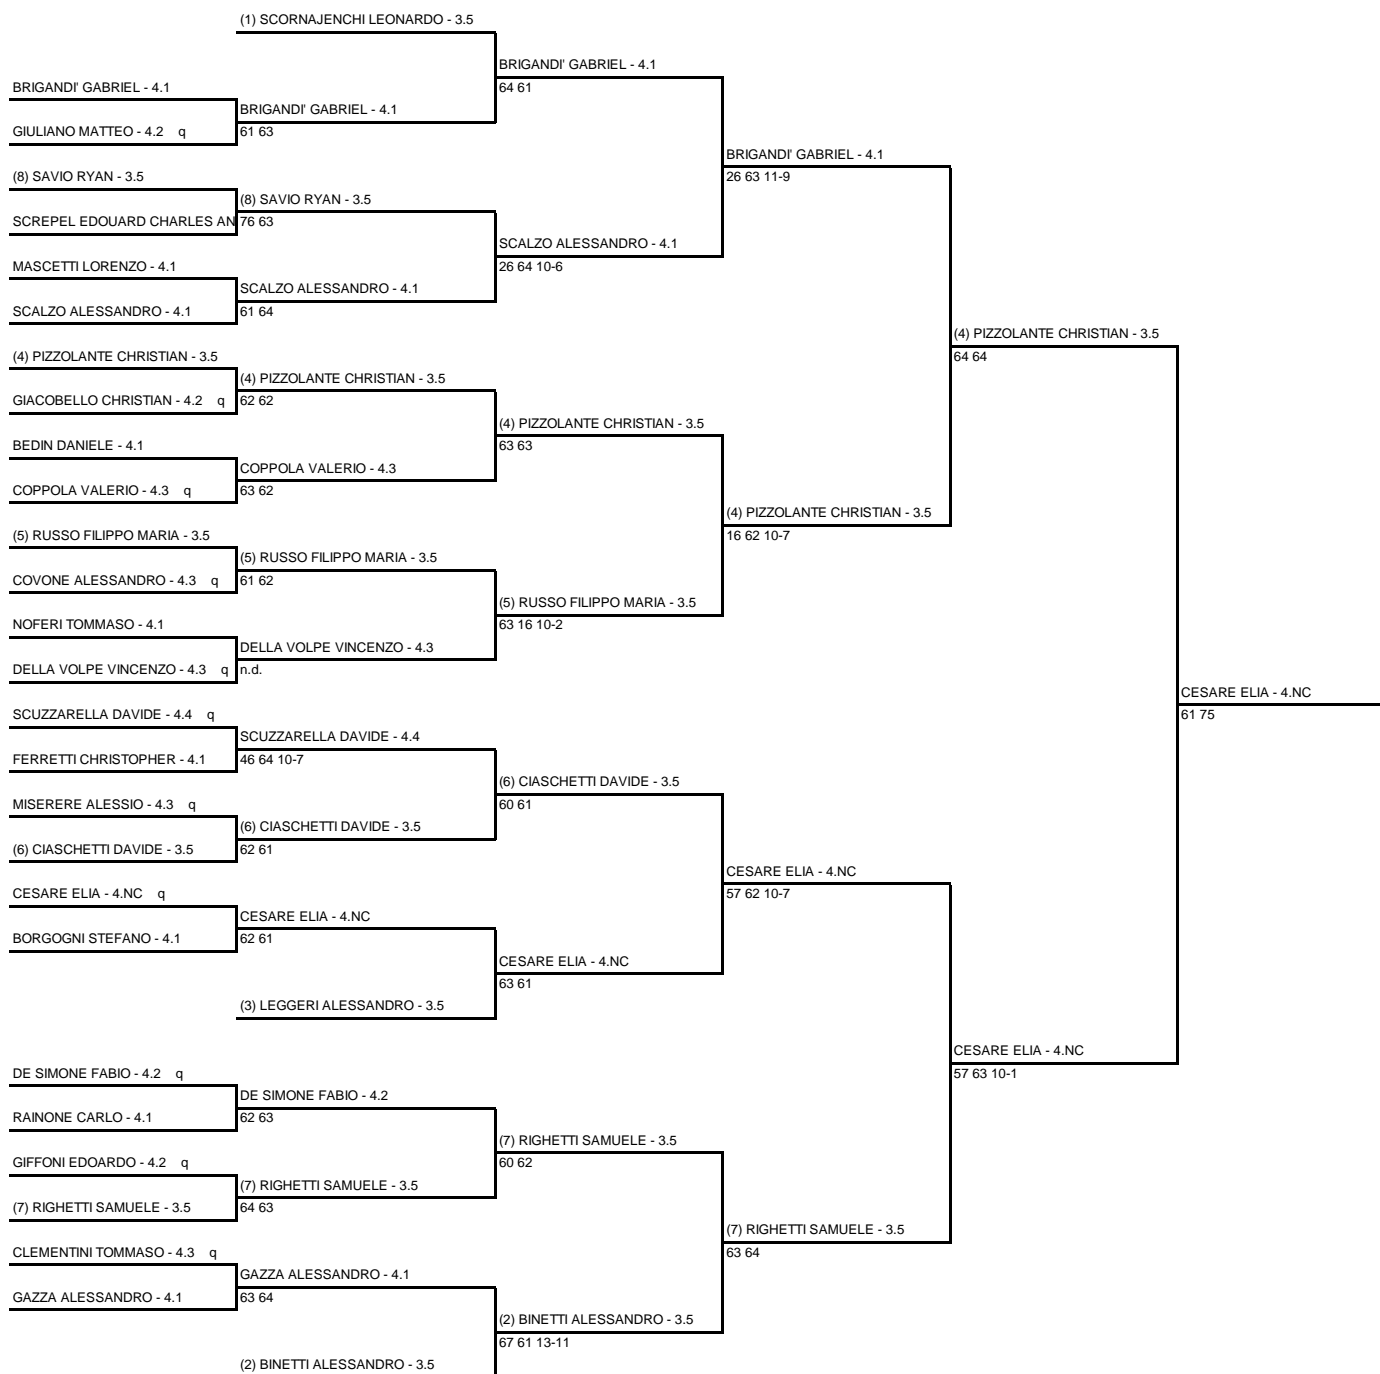 (1) SCORNAJENCHI LEONARDO - 3.5
BRIGANDI' GABRIEL - 4.1
64 61
BRIGANDI' GABRIEL - 4.1
BRIGANDI' GABRIEL - 4.1
GIULIANO MATTEO - 4.2 q
61 63
BRIGANDI' GABRIEL - 4.1
26 63 11-9
(8) SAVIO RYAN - 3.5
(8) SAVIO RYAN - 3.5
SCREPEL EDOUARD CHARLES AN
76 63
SCALZO ALESSANDRO - 4.1
26 64 10-6
MASCETTI LORENZO - 4.1
SCALZO ALESSANDRO - 4.1
SCALZO ALESSANDRO - 4.1
61 64
(4) PIZZOLANTE CHRISTIAN - 3.5
64 64
(4) PIZZOLANTE CHRISTIAN - 3.5
(4) PIZZOLANTE CHRISTIAN - 3.5
GIACOBELLO CHRISTIAN - 4.2 q
62 62
(4) PIZZOLANTE CHRISTIAN - 3.5
63 63
BEDIN DANIELE - 4.1
COPPOLA VALERIO - 4.3
COPPOLA VALERIO - 4.3 q
63 62
(4) PIZZOLANTE CHRISTIAN - 3.5
16 62 10-7
(5) RUSSO FILIPPO MARIA - 3.5
(5) RUSSO FILIPPO MARIA - 3.5
COVONE ALESSANDRO - 4.3 q
61 62
(5) RUSSO FILIPPO MARIA - 3.5
63 16 10-2
NOFERI TOMMASO - 4.1
DELLA VOLPE VINCENZO - 4.3
DELLA VOLPE VINCENZO - 4.3 q
n.d.
CESARE ELIA - 4.NC
61 75
SCUZZARELLA DAVIDE - 4.4 q
SCUZZARELLA DAVIDE - 4.4
FERRETTI CHRISTOPHER - 4.1
46 64 10-7
(6) CIASCHETTI DAVIDE - 3.5
60 61
MISERERE ALESSIO - 4.3 q
(6) CIASCHETTI DAVIDE - 3.5
(6) CIASCHETTI DAVIDE - 3.5
62 61
CESARE ELIA - 4.NC
57 62 10-7
CESARE ELIA - 4.NC q
CESARE ELIA - 4.NC
BORGOGNI STEFANO - 4.1
62 61
CESARE ELIA - 4.NC
63 61
(3) LEGGERI ALESSANDRO - 3.5
CESARE ELIA - 4.NC
57 63 10-1
DE SIMONE FABIO - 4.2 q
DE SIMONE FABIO - 4.2
RAINONE CARLO - 4.1
62 63
(7) RIGHETTI SAMUELE - 3.5
60 62
GIFFONI EDOARDO - 4.2 q
(7) RIGHETTI SAMUELE - 3.5
(7) RIGHETTI SAMUELE - 3.5
64 63
(7) RIGHETTI SAMUELE - 3.5
63 64
CLEMENTINI TOMMASO - 4.3 q
GAZZA ALESSANDRO - 4.1
GAZZA ALESSANDRO - 4.1
63 64
(2) BINETTI ALESSANDRO - 3.5
67 61 13-11
(2) BINETTI ALESSANDRO - 3.5